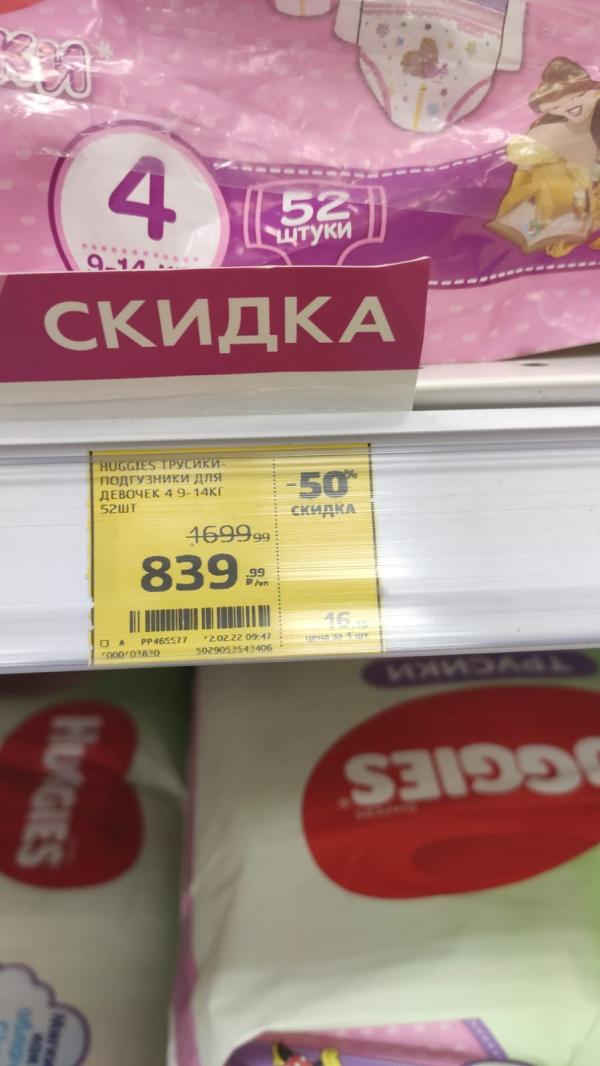 4
52
ШТУКИ
СКИДКА
HUGGIES ТРУСИКИ-
ПОДГУЗНИКИ ДЛЯ
ДЕВОЧЕК 4 9-14КГ
52ШТ
-50%
СКИДКА
1699 99
839 .99
₽/уп
16
цена за 1 шт
А PP465577 12.02.22 09:47
5029053543406
ТРУСИКИ
HUGGIES
HUGGIES